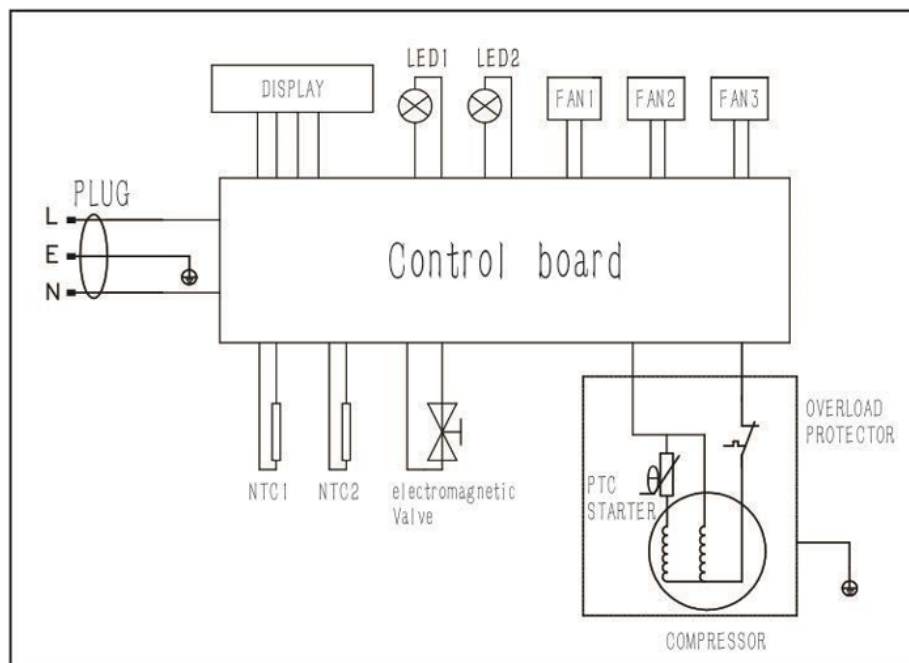 LED1
LED2
DISPLAY
FAN1
FAN2
FAN3
PLUG
L
E
N
Control board
OVERLOAD
PROTECTOR
PTC
STARTER
NTC1
NTC2
electromagnetic
Valve
COMPRESSOR